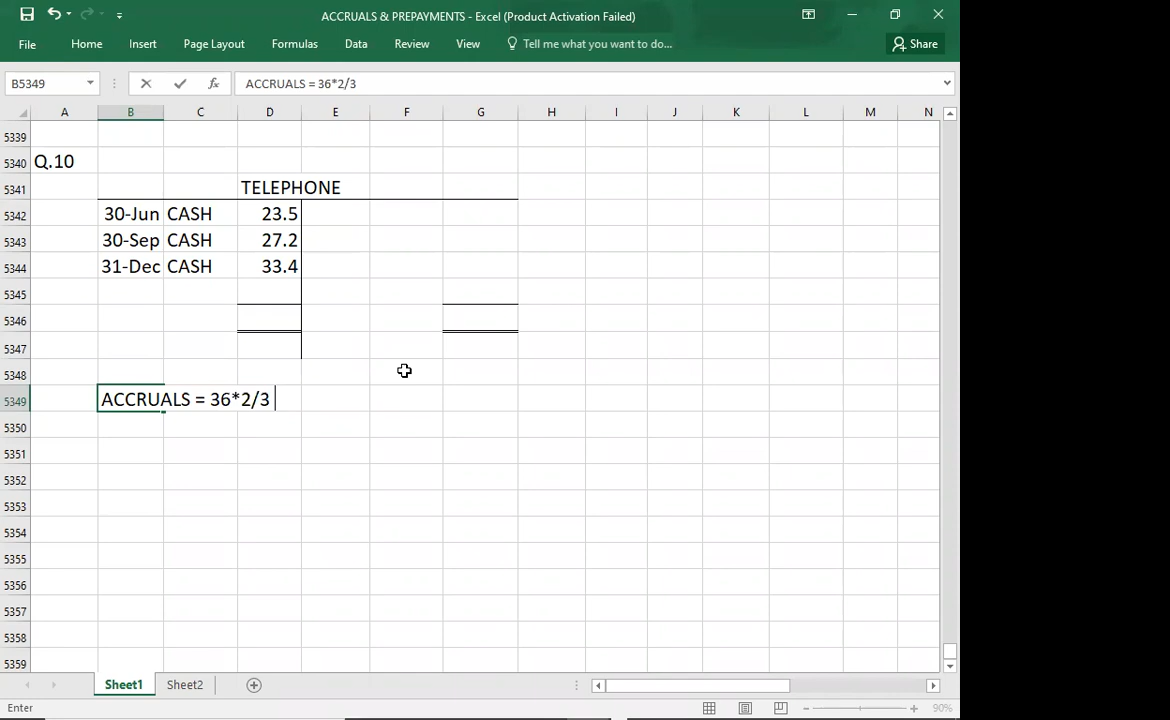 ACCRUALS & PREPAYMENTS - Excel (Product Activation Failed)
File Home Insert Page Layout Formulas Data Review View Tell me what you want to do... Share
B5349 fx ACCRUALS = 36*2/3
A B C D E F G H I J K L M N
5339
5340 Q.10
5341 TELEPHONE
5342 30-Jun CASH 23.5
5343 30-Sep CASH 27.2
5344 31-Dec CASH 33.4
5345
5346
5347
5348
5349 ACCRUALS = 36*2/3
5350
5351
5352
5353
5354
5355
5356
5357
5358
5359
Sheet1 Sheet2
Enter 90%